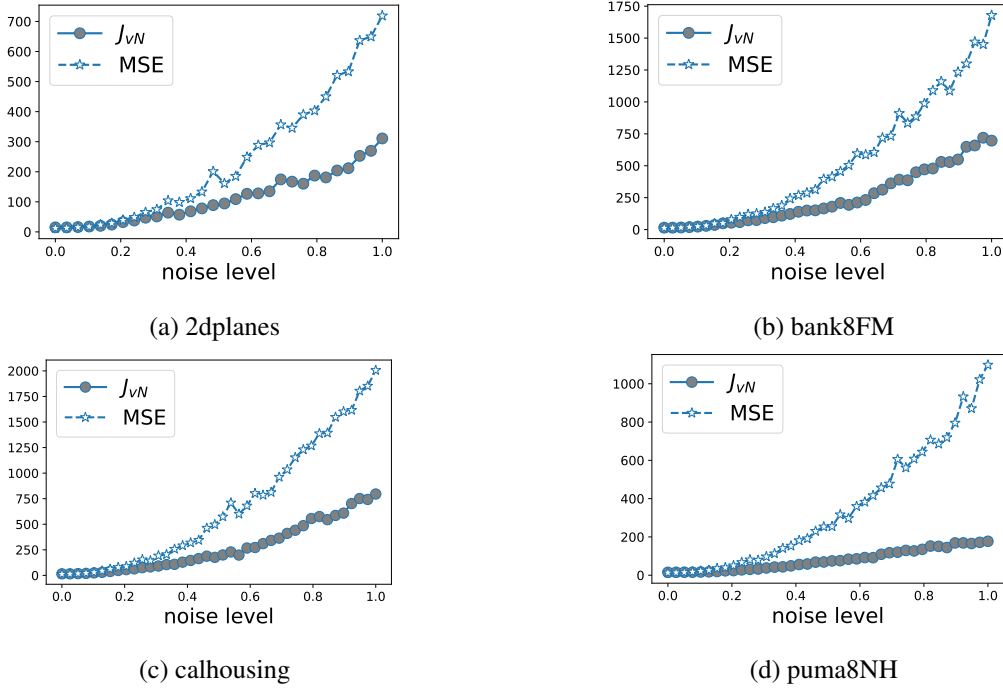 700
600
500
400
300
200
100
0
J_vN
MSE
0.0 0.2 0.4 0.6 0.8 1.0
noise level
(a) 2dplanes
1750
1500
1250
1000
750
500
250
0
J_vN
MSE
0.0 0.2 0.4 0.6 0.8 1.0
noise level
(b) bank8FM
2000
1750
1500
1250
1000
750
500
250
0
J_vN
MSE
0.0 0.2 0.4 0.6 0.8 1.0
noise level
(c) calhousing
1000
800
600
400
200
0
J_vN
MSE
0.0 0.2 0.4 0.6 0.8 1.0
noise level
(d) puma8NH